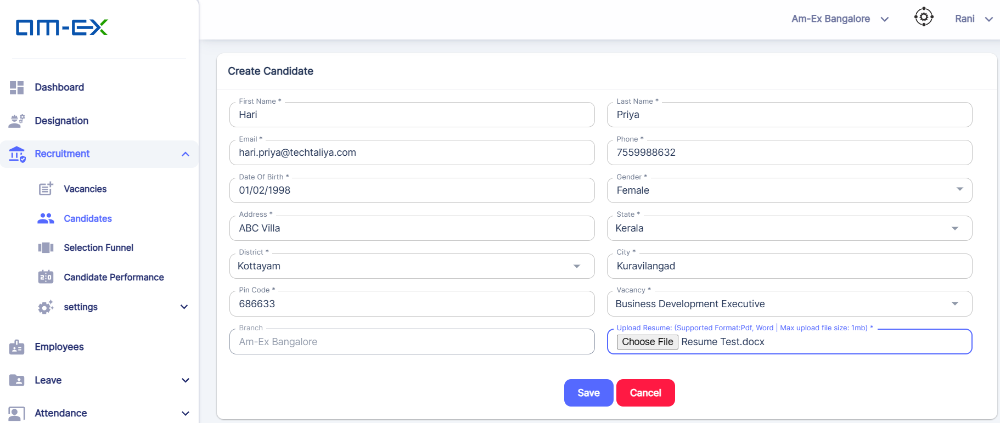 am-ex
Am-Ex Bangalore
Rani
Dashboard
Designation
Recruitment
Vacancies
Candidates
Selection Funnel
2:0
Candidate Performance
settings
Employees
Leave
Attendance
Create Candidate
First Name *
Hari
Last Name *
Priya
Email *
hari.priya@techtaliya.com
Phone *
7559988632
Date Of Birth *
01/02/1998
Gender *
Female
Address *
ABC Villa
State *
Kerala
District *
Kottayam
City *
Kuravilangad
Pin Code *
686633
Vacancy *
Business Development Executive
Branch
Am-Ex Bangalore
Upload Resume: (Supported Format:Pdf, Word | Max upload file size: 1mb) *
Choose File Resume Test.docx
Save
Cancel